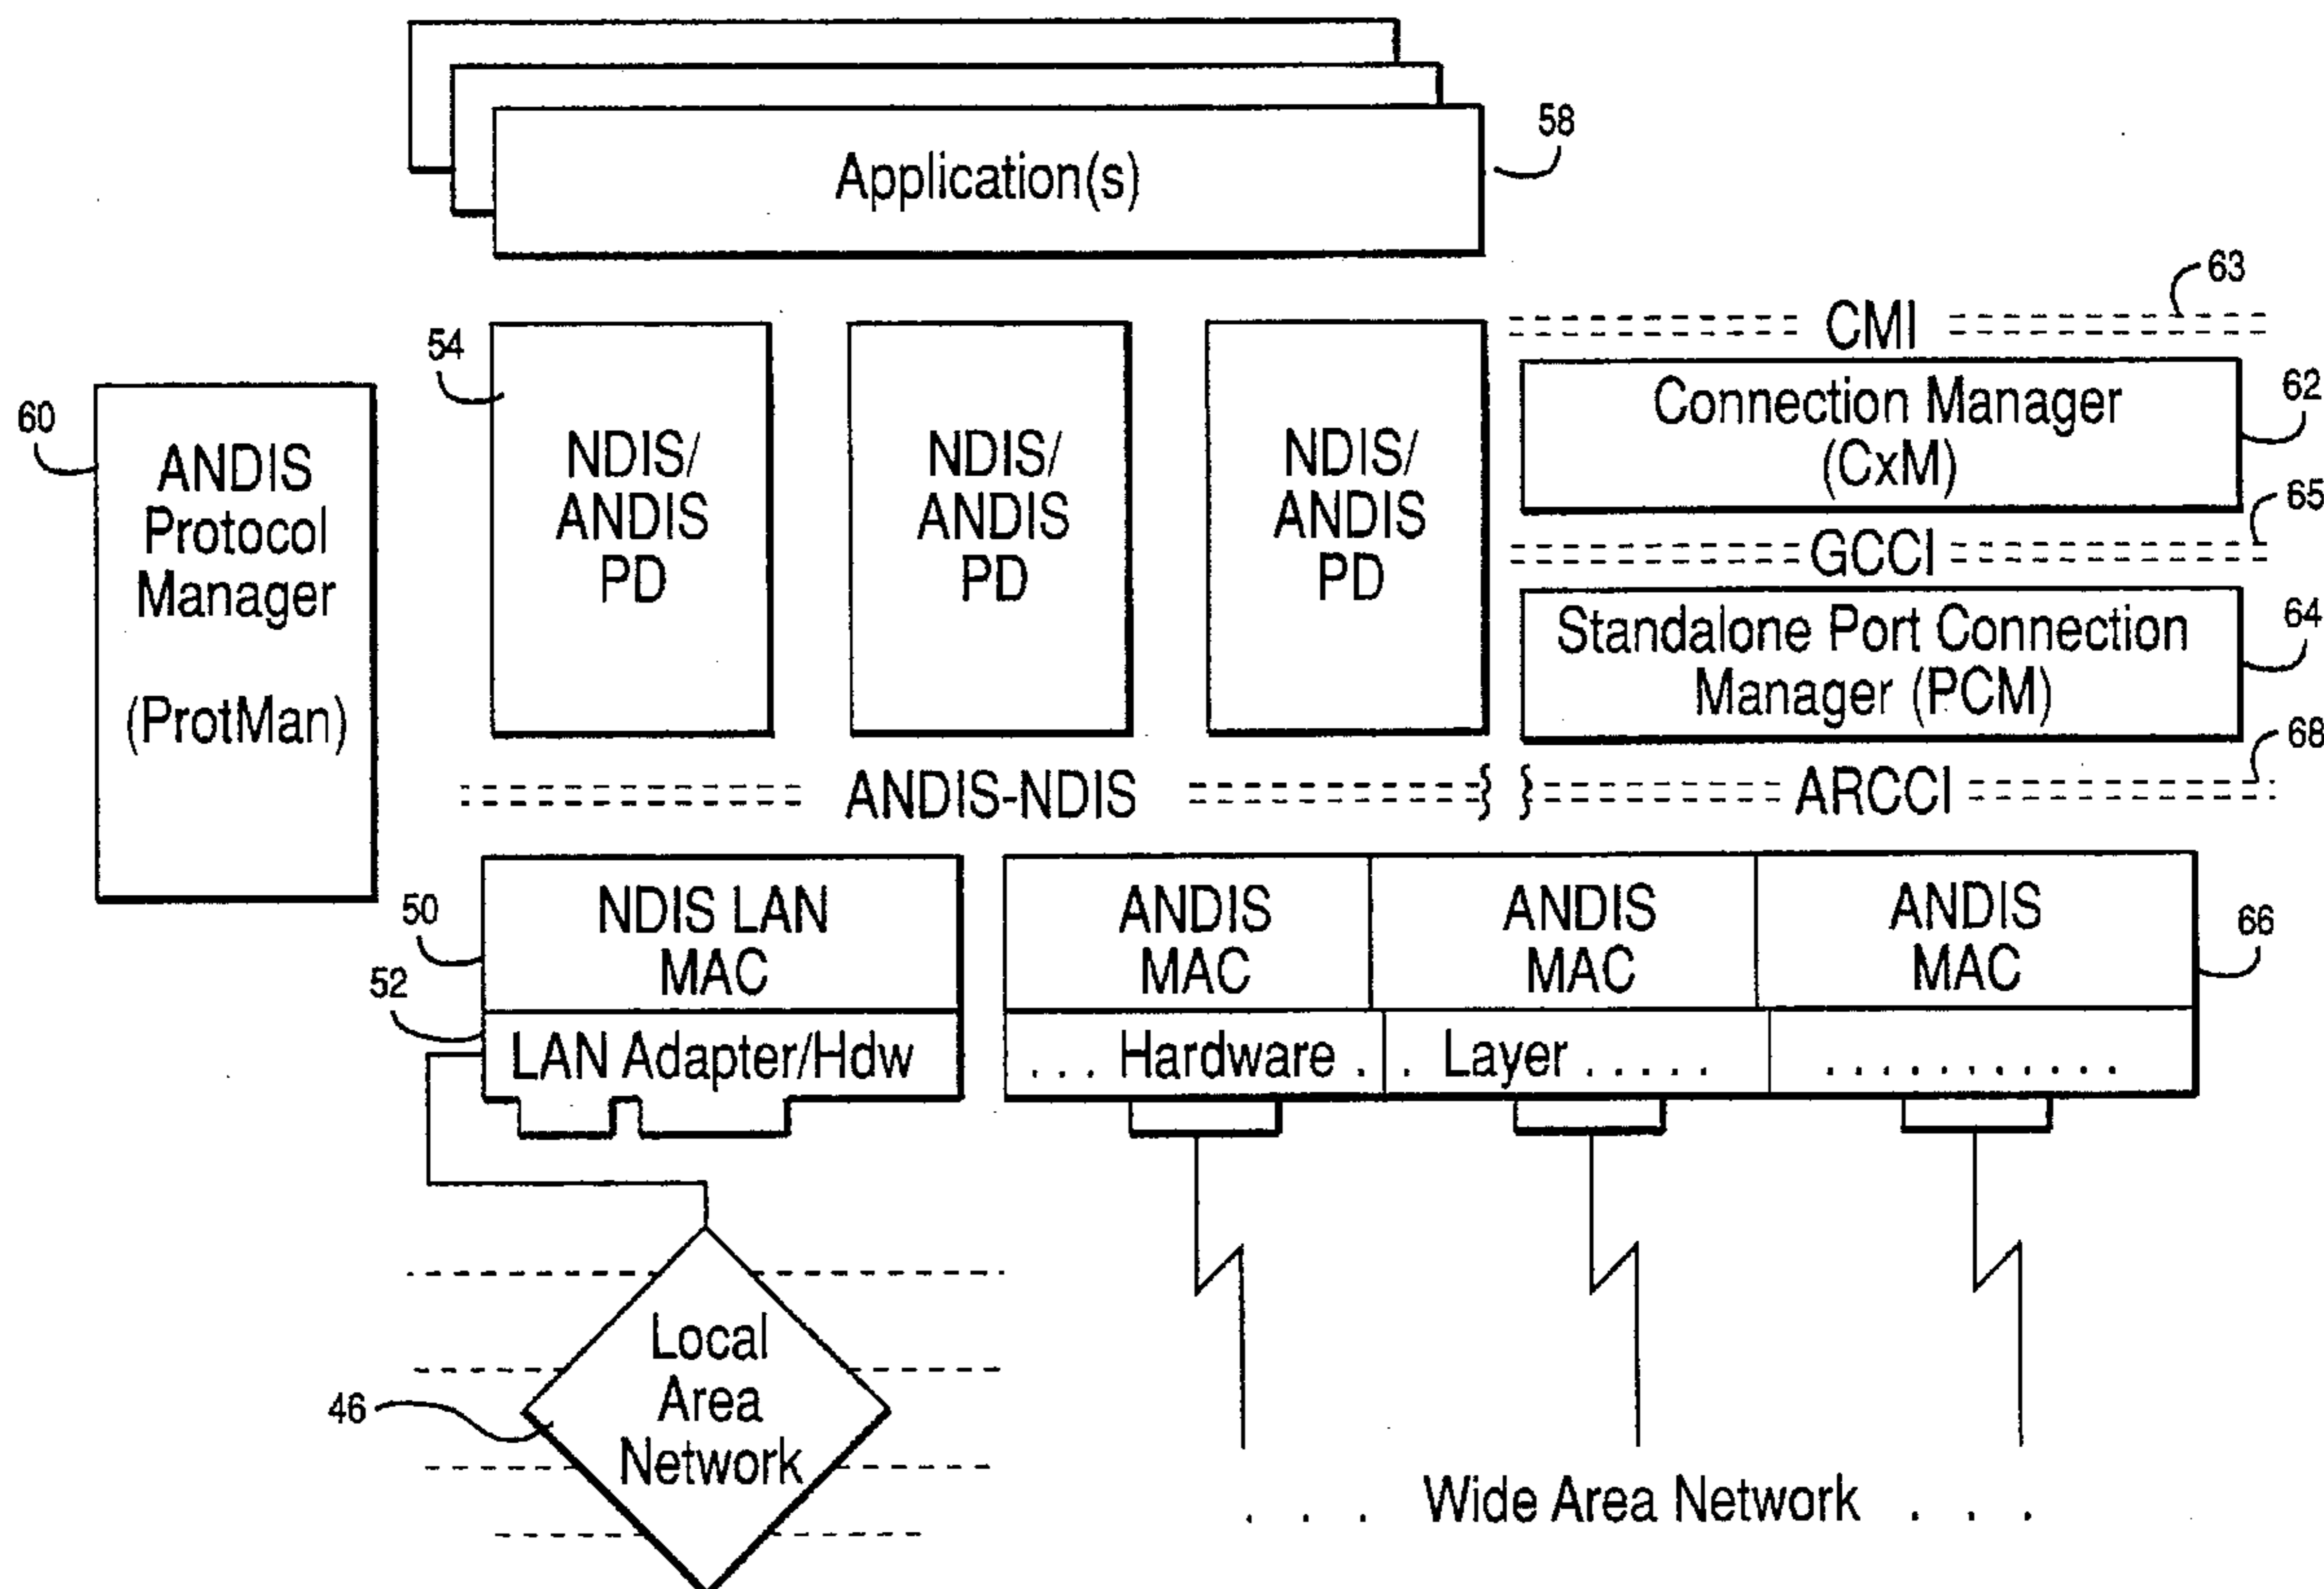 58
Application(s)
63
CMI
54
60
ANDIS
Protocol
Manager
(ProtMan)
NDIS/
ANDIS
PD
NDIS/
ANDIS
PD
NDIS/
ANDIS
PD
Connection Manager
(CxM)
62
65
GCCI
Standalone Port Connection
Manager (PCM)
64
68
ANDIS-NDIS
ARCCI
50
NDIS LAN
MAC
52
LAN Adapter/Hdw
ANDIS
MAC
ANDIS
MAC
ANDIS
MAC
66
. . . Hardware . . Layer . . . . . . . . . . . . . . . .
Local
Area
Network
46
. . . Wide Area Network . . .